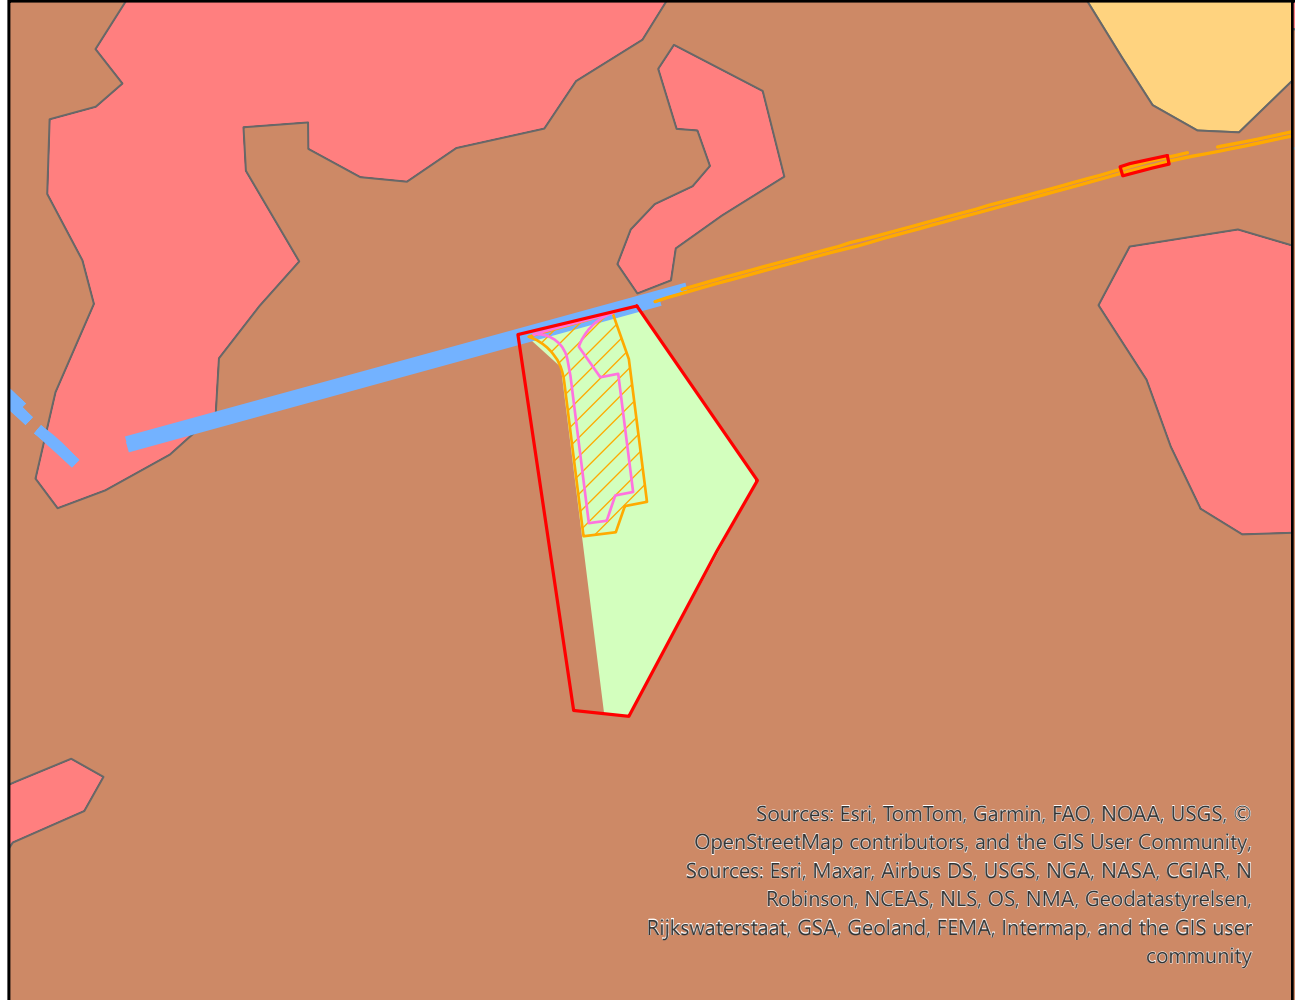 Sources: Esri, TomTom, Garmin, FAO, NOAA, USGS, ©
OpenStreetMap contributors, and the GIS User Community,
Sources: Esri, Maxar, Airbus DS, USGS, NGA, NASA, CGIAR, N
Robinson, NCEAS, NLS, OS, NMA, Geodatastyrelsen,
Rijkswaterstaat, GSA, Geoland, FEMA, Intermap, and the GIS user
community